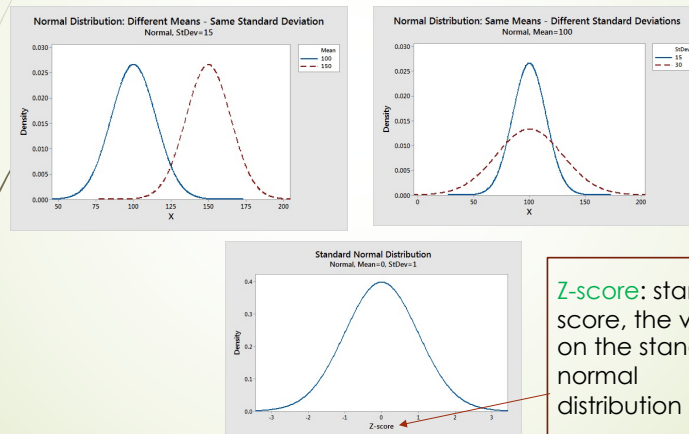 Normal Distribution: Different Means - Same Standard Deviation
Normal, StDev=15
0.030
0.025
0.020
0.015
0.010
0.005
0.000
Density
50 75 100 125 150 175 200
X
Mean
100
150
Normal Distribution: Same Means - Different Standard Deviations
Normal, Mean=100
0.030
0.025
0.020
0.015
0.010
0.005
0.000
Density
0 50 100 150 200
X
StDev
15
30
Standard Normal Distribution
Normal, Mean=0, StDev=1
0.4
0.3
0.2
0.1
0.0
Density
-3 -2 -1 0 1 2 3
Z-score
Z-score:
score, the
on the
normal
distribution